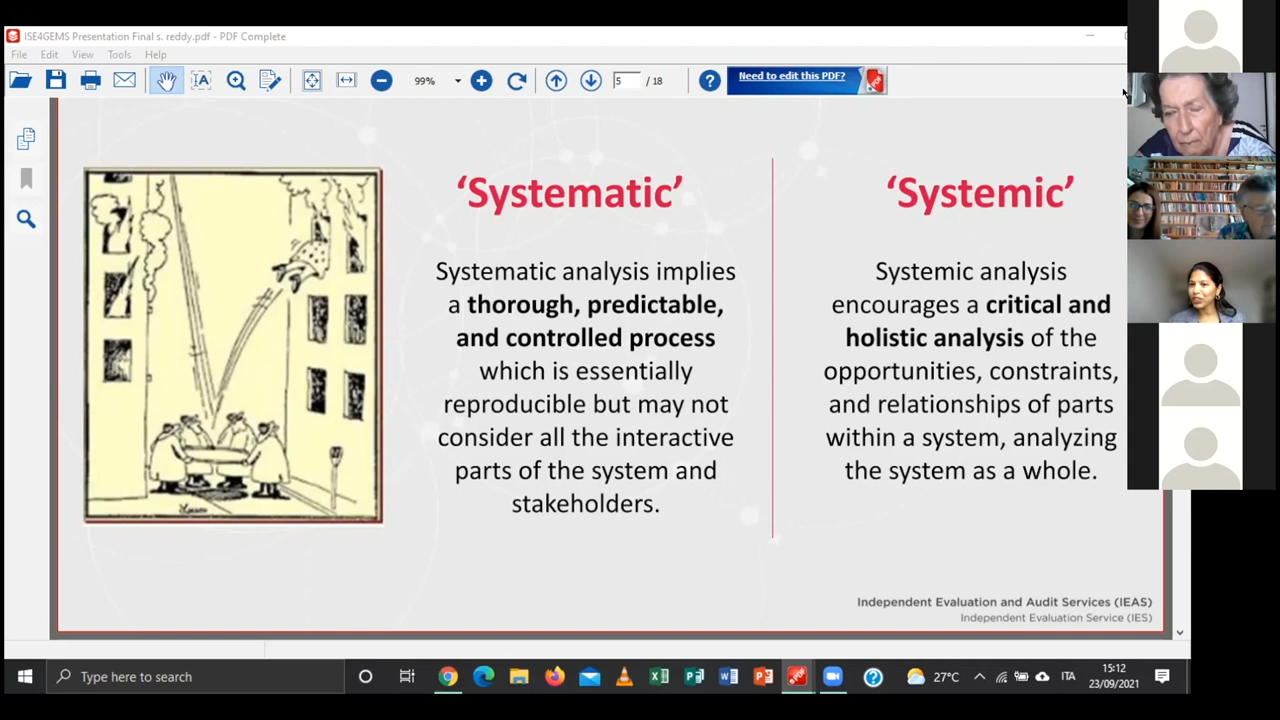 ISE4GEMS Presentation Final s. reddy.pdf - PDF Complete
File Edit View Tools Help
99%
5 / 18
Need to edit this PDF?
‘Systematic’
Systematic analysis implies
a thorough, predictable,
and controlled process
which is essentially
reproducible but may not
consider all the interactive
parts of the system and
stakeholders.
‘Systemic’
Systemic analysis
encourages a critical and
holistic analysis of the
opportunities, constraints,
and relationships of parts
within a system, analyzing
the system as a whole.
Independent Evaluation and Audit Services (IEAS)
Independent Evaluation Service (IES)
Type here to search
27°C
ITA
15:12
23/09/2021